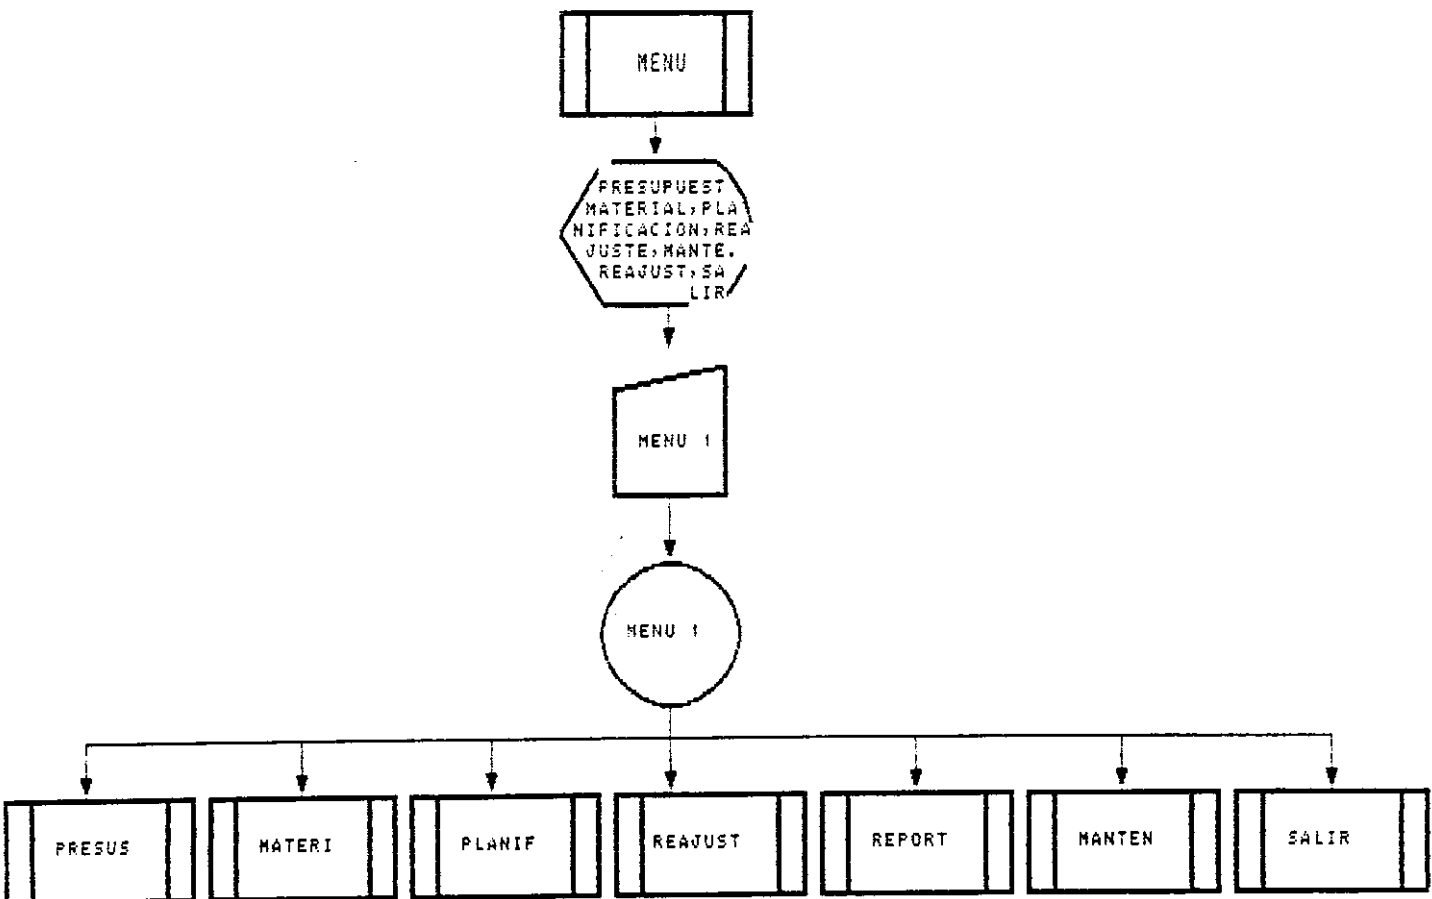 MENU
PRESUPUEST
MATERIAL,PLA
NIFICACION,REA
JUSTE,MANTE.
REAJUST,SA
LIR
MENU 1
MENU 1
PRESUS
MATERI
PLANIF
REAJUST
REPORT
MANTEN
SALIR